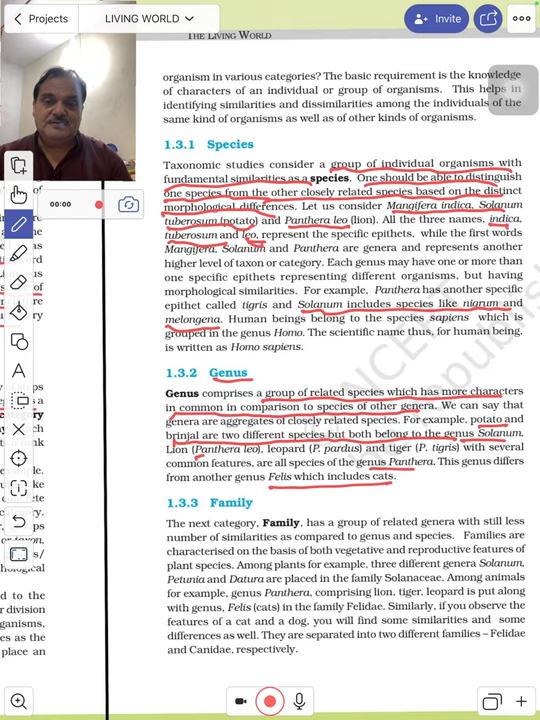 Projects
LIVING WORLD
Invite
THE LIVING WORLD
organism in various categories? The basic requirement is the knowledge
of characters of an individual or group of organisms. This helps in
identifying similarities and dissimilarities among the individuals of the
same kind of organisms as well as of other kinds of organisms.
1.3.1 Species
Taxonomic studies consider a group of individual organisms with
fundamental similarities as a species. One should be able to distinguish
one species from the other closely related species based on the distinct
morphological differences. Let us consider Mangifera indica, Solanum
tuberosum (potato) and Panthera leo (lion). All the three names, indica,
tuberosum and leo, represent the specific epithets, while the first words
Mangifera, Solanum and Panthera are genera and represents another
higher level of taxon or category. Each genus may have one or more than
one specific epithets representing different organisms, but having
morphological similarities. For example, Panthera has another specific
epithet called tigris and Solanum includes species like nigrum and
melongena. Human beings belong to the species sapiens which is
grouped in the genus Homo. The scientific name thus, for human being,
is written as Homo sapiens.
1.3.2 Genus
Genus comprises a group of related species which has more characters
in common in comparison to species of other genera. We can say that
genera are aggregates of closely related species. For example, potato and
brinjal are two different species but both belong to the genus Solanum.
Lion (Panthera leo), leopard (P. pardus) and tiger (P. tigris) with several
common features, are all species of the genus Panthera. This genus differs
from another genus Felis which includes cats.
1.3.3 Family
The next category, Family, has a group of related genera with still less
number of similarities as compared to genus and species. Families are
characterised on the basis of both vegetative and reproductive features of
plant species. Among plants for example, three different genera Solanum,
Petunia and Datura are placed in the family Solanaceae. Among animals
for example, genus Panthera, comprising lion, tiger, leopard is put along
with genus, Felis (cats) in the family Felidae. Similarly, if you observe the
features of a cat and a dog, you will find some similarities and some
differences as well. They are separated into two different families – Felidae
and Canidae, respectively.
00:00
A
or taxon,
d to the
r division
ganisms,
es as the
place an